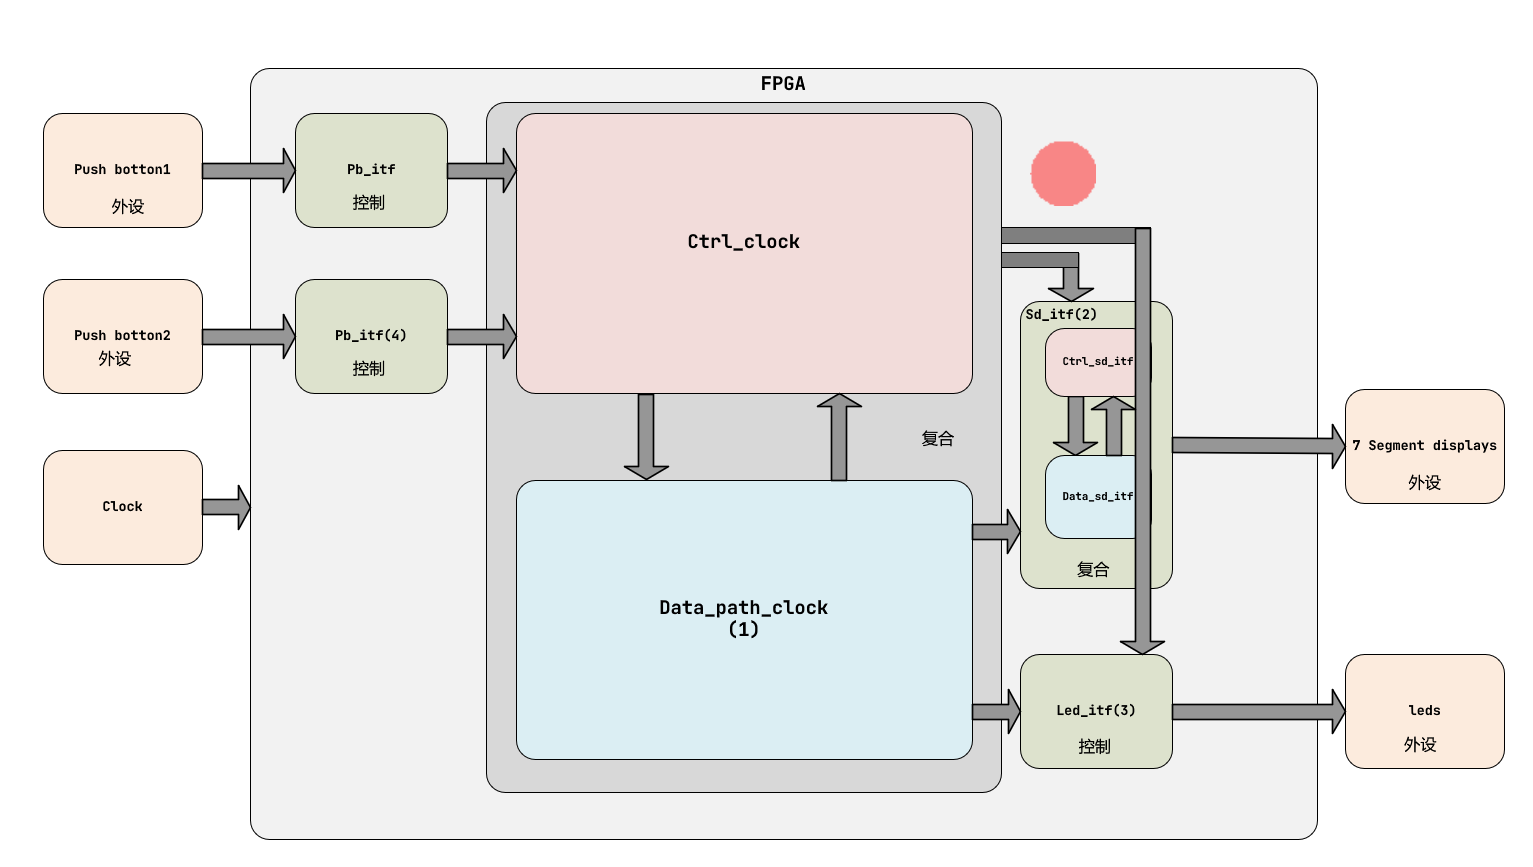 FPGA
Push botton1
外设
Pb_itf
控制
Ctrl_clock
Push botton2
外设
Pb_itf(4)
控制
Sd_itf(2)
Ctrl_sd_itf
复合
7 Segment displays
外设
Clock
Data_sd_itf
复合
Data_path_clock
(1)
Led_itf(3)
控制
leds
外设